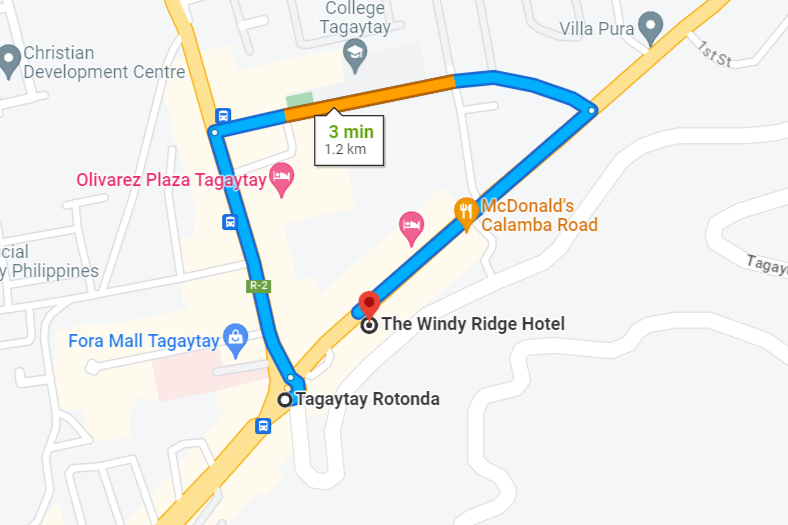 College
Tagaytay
Villa Pura
1st St
Christian
Development Centre
3 min
1.2 km
Olivarez Plaza Tagaytay
McDonald's
Calamba Road
icial
y Philippines
Tagay
R-2
The Windy Ridge Hotel
Fora Mall Tagaytay
Tagaytay Rotonda